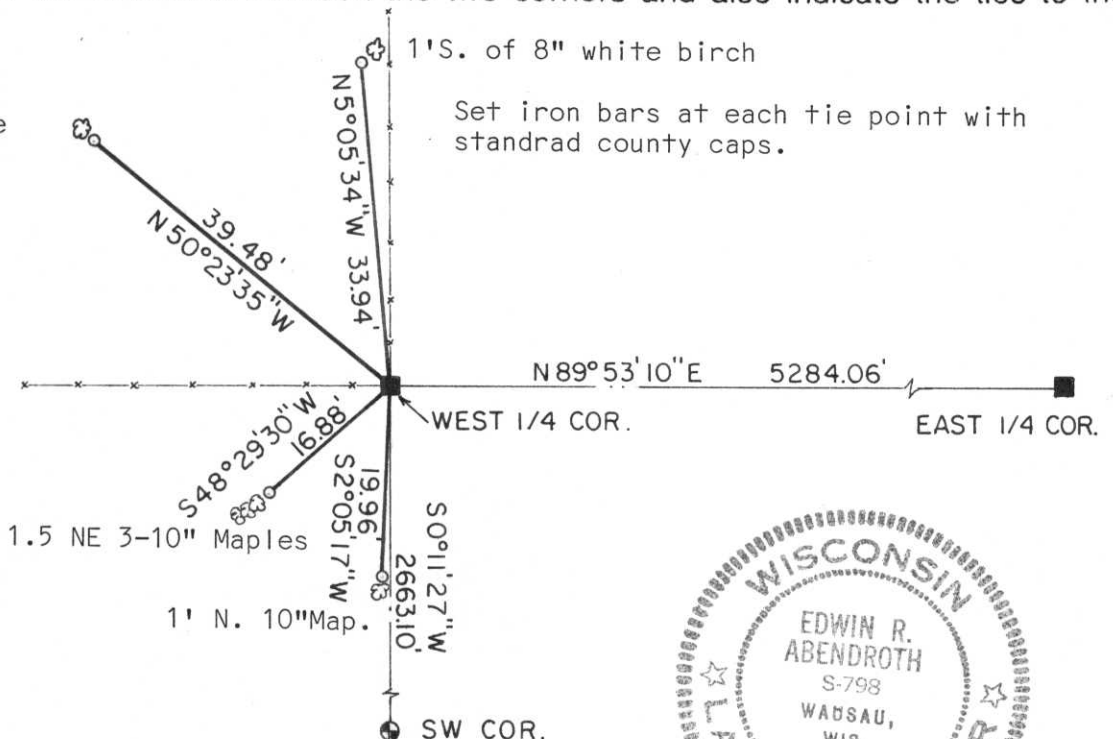 1'S. of 8" white birch
Set iron bars at each tie point with
standrad county caps.
N5°05'34"W 33.94'
39.48'
N50°23'35"W
N89°53'10"E 5284.06'
WEST 1/4 COR.
EAST 1/4 COR.
S48°29'30"W
16.88'
1.5 NE 3-10" Maples
19.96'
S2°05'17"W
S0°11'27"W
2663.10'
1' N. 10"Map.
SW COR.
WISCONSIN
EDWIN R.
ABENDROTH
S-798
WAUSAU,
WIS.